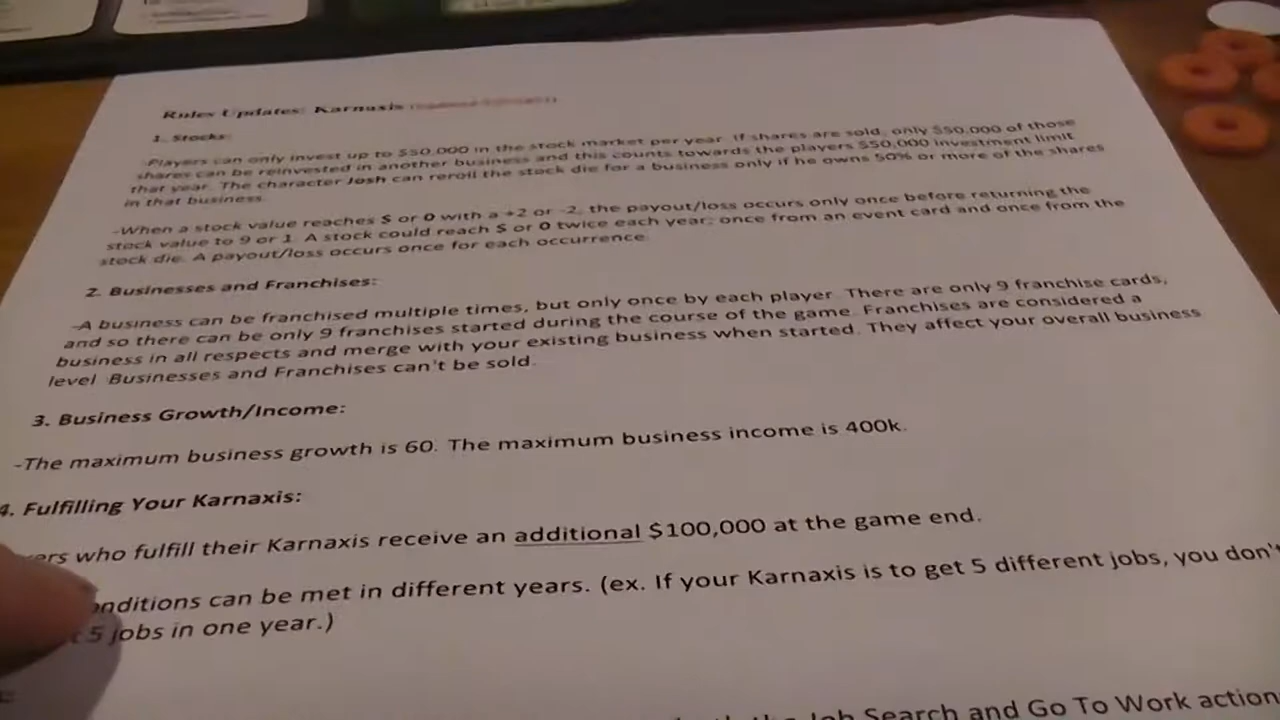 Rules Updates: Karnaxis
1. Stocks:
-Players can only invest up to $50,000 in the stock market per year. If shares are sold, only $50,000 of those
shares can be reinvested in another business and this counts towards the players $50,000 investment limit
that year. The character Josh can reroll the stock die for a business only if he owns 50% or more of the shares
in that business.
-When a stock value reaches $ or 0 with a +2 or -2, the payout/loss occurs only once before returning the
stock value to 9 or 1. A stock could reach $ or 0 twice each year; once from an event card and once from the
stock die. A payout/loss occurs once for each occurrence.
2. Businesses and Franchises:
-A business can be franchised multiple times, but only once by each player. There are only 9 franchise cards,
and so there can be only 9 franchises started during the course of the game. Franchises are considered a
business in all respects and merge with your existing business when started. They affect your overall business
level. Businesses and Franchises can't be sold.
3. Business Growth/Income:
-The maximum business growth is 60. The maximum business income is 400k.
4. Fulfilling Your Karnaxis:
ers who fulfill their Karnaxis receive an additional $100,000 at the game end.
onditions can be met in different years. (ex. If your Karnaxis is to get 5 different jobs, you don't
5 jobs in one year.)
Job Search and Go To Work action